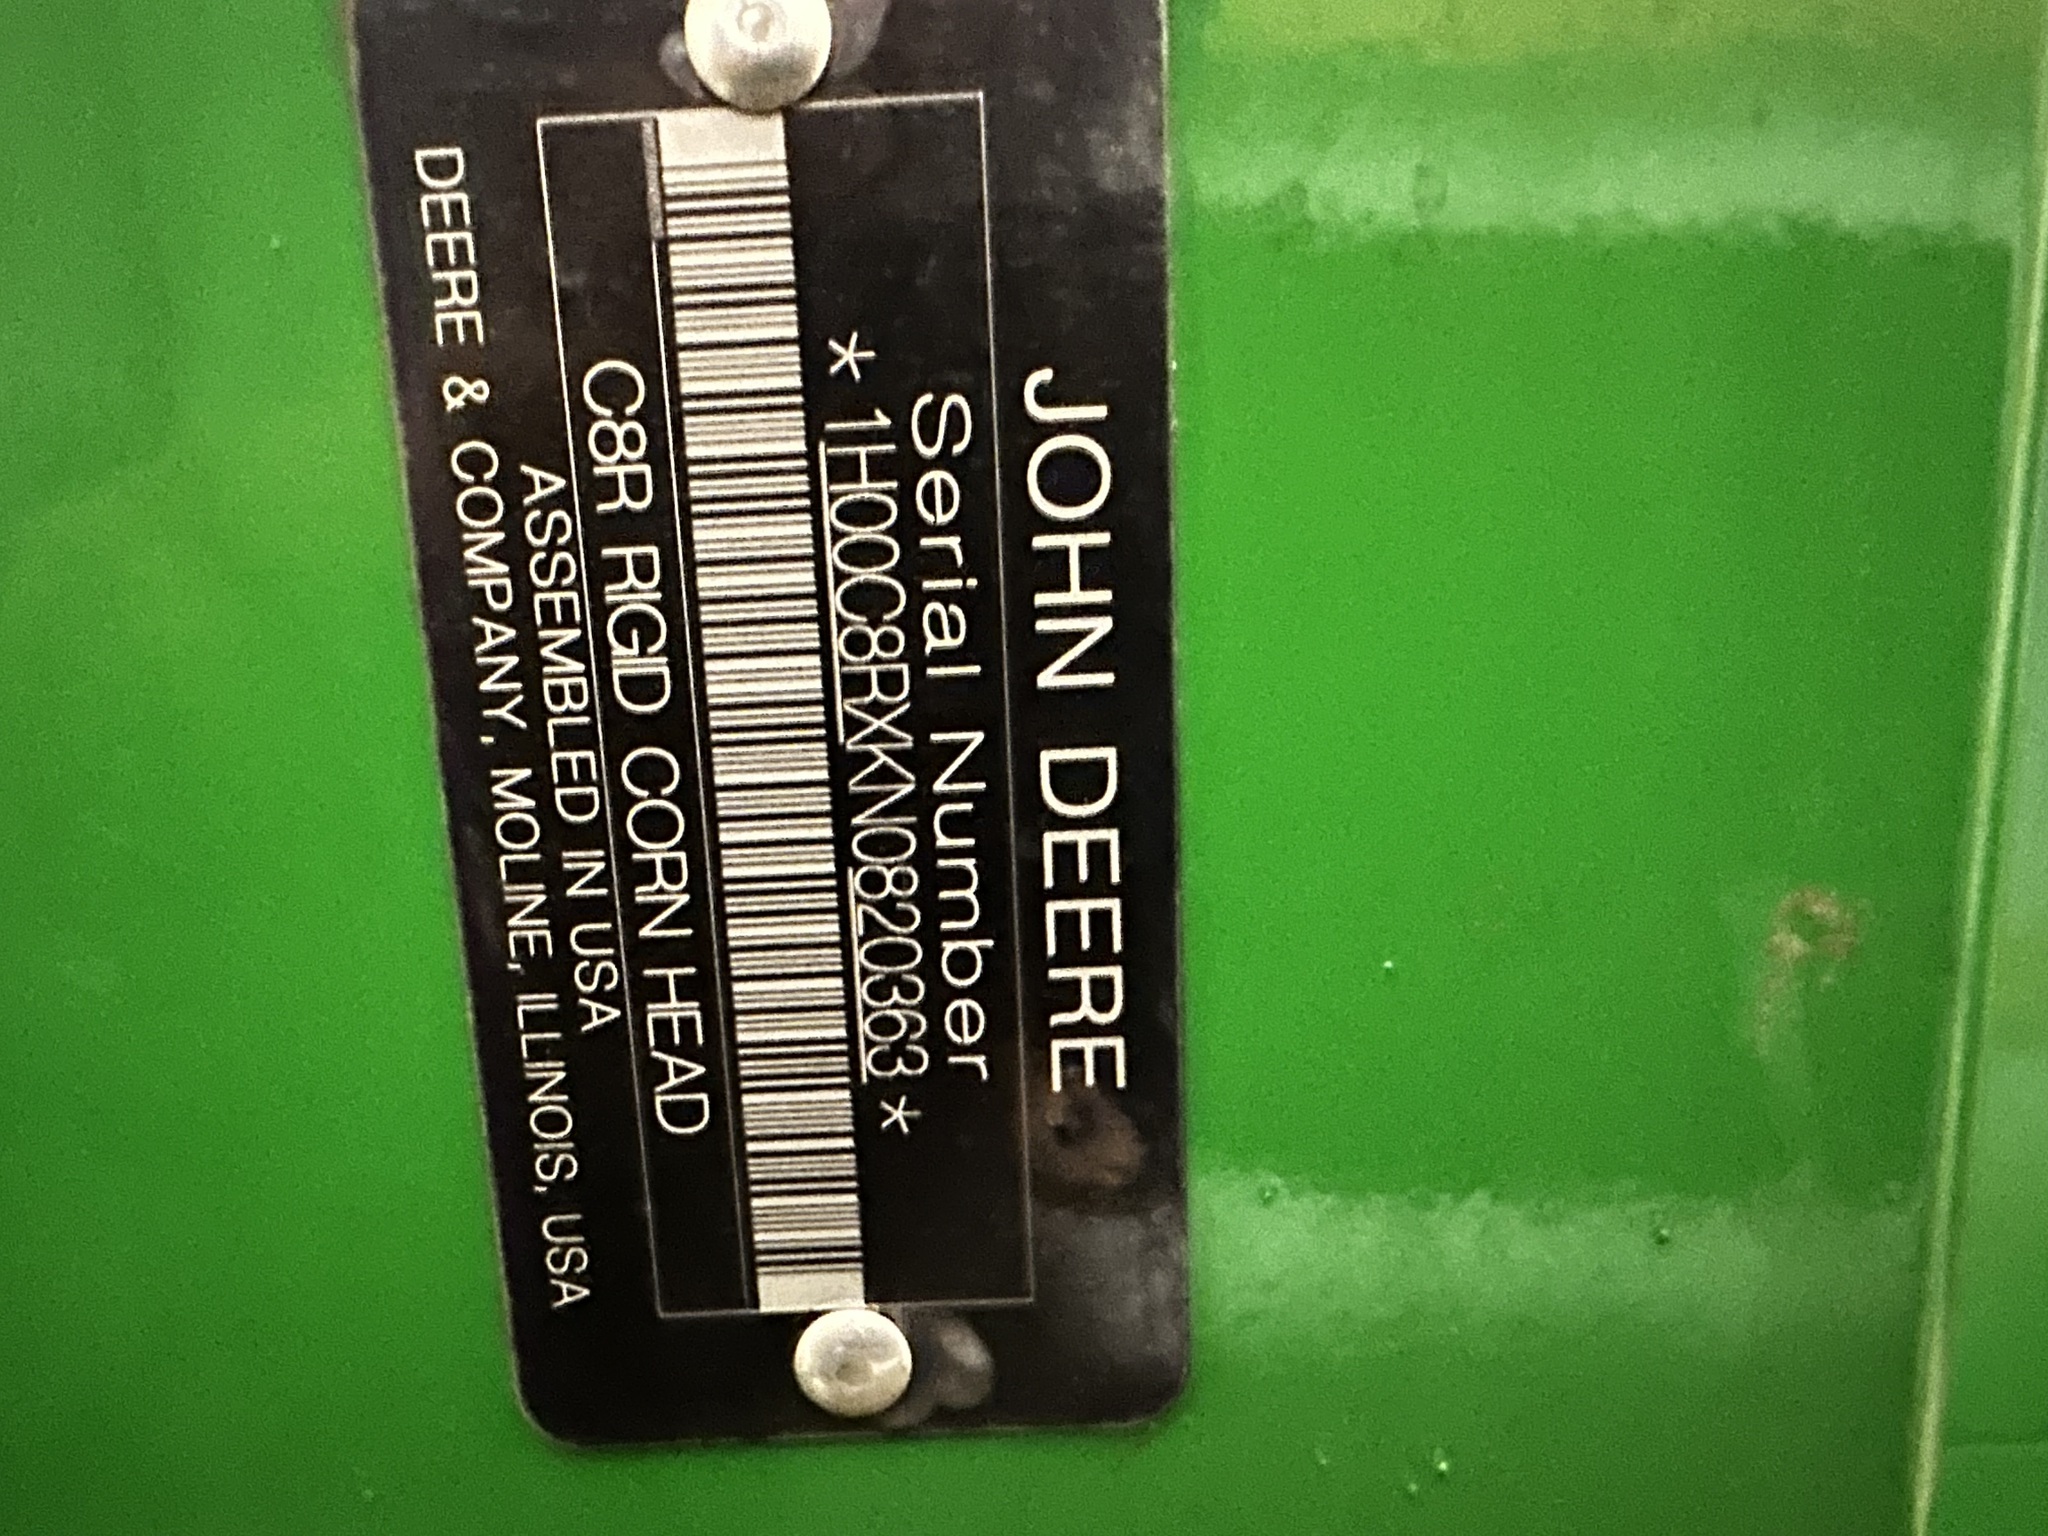 JOHN DEERE
Serial Number
* 1H00C8RXKN0820363 *
C8R RIGID CORN HEAD
ASSEMBLED IN USA
DEERE & COMPANY, MOLINE, ILLINOIS, USA